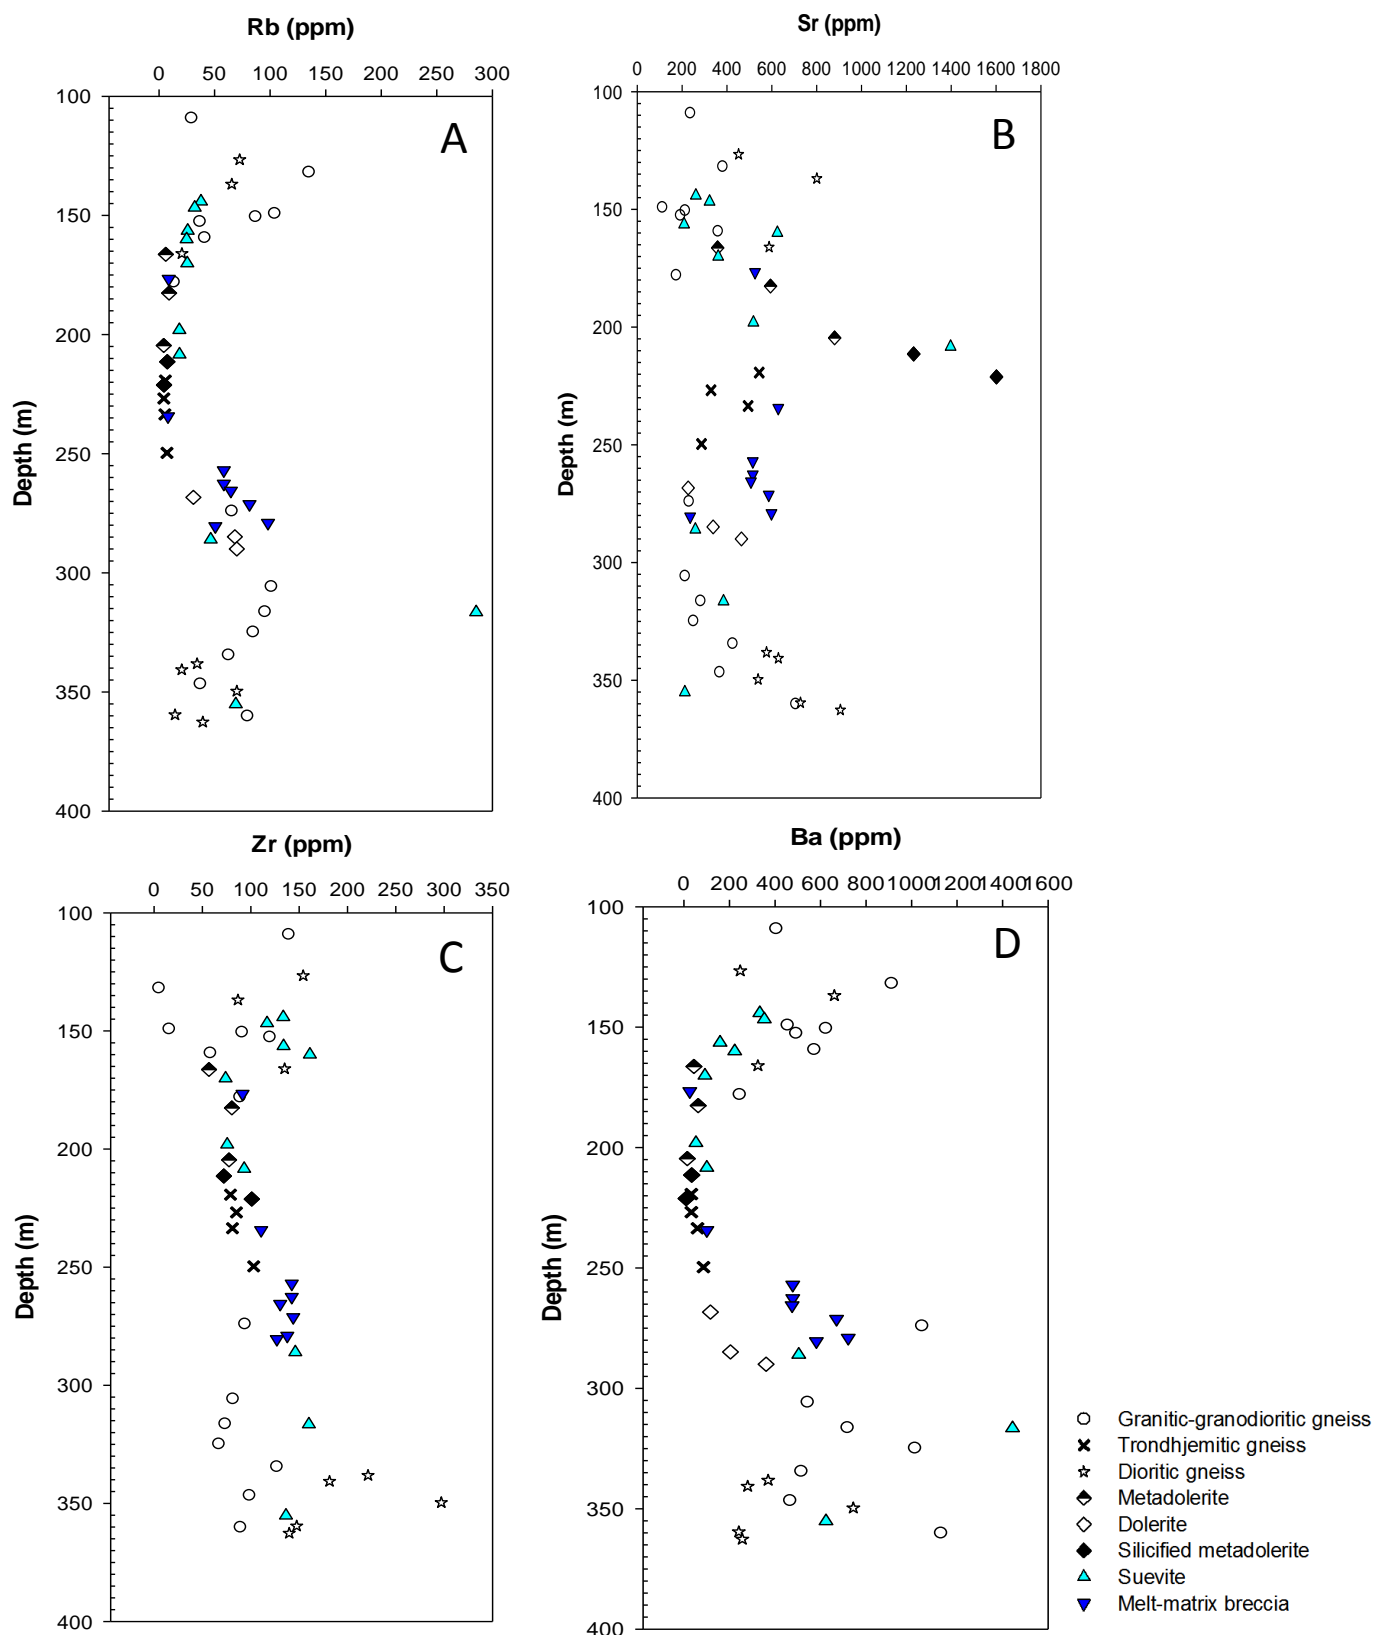 Rb (ppm)
0 50 100 150 200 250 300
100
150
200
250
300
350
400
Depth (m)
A
Sr (ppm)
0 200 400 600 800 1000 1200 1400 1600 1800
100
150
200
250
300
350
400
Depth (m)
B
Zr (ppm)
0 50 100 150 200 250 300 350
100
150
200
250
300
350
400
Depth (m)
C
Ba (ppm)
0 200 400 600 800 1000 1200 1400 1600
100
150
200
250
300
350
400
Depth (m)
D
Granitic-granodioritic gneiss
Trondhjemitic gneiss
Dioritic gneiss
Metadolerite
Dolerite
Silicified metadolerite
Suevite
Melt-matrix breccia